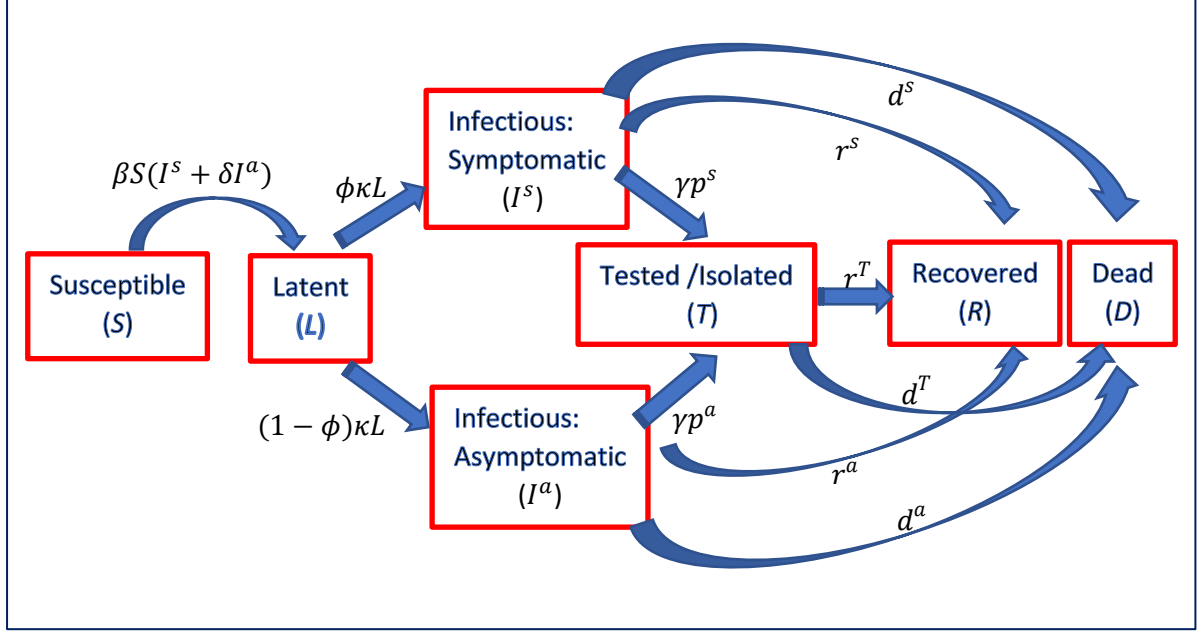 d^s
Infectious:
Symptomatic
(I^s)
r^s
βS(I^s + δI^a)
ϕκL
γp^s
Susceptible
(S)
Latent
(L)
Tested /Isolated
(T)
r^T
Recovered
(R)
Dead
(D)
(1 − ϕ)κL
Infectious:
Asymptomatic
(I^a)
γp^a
d^T
r^a
d^a